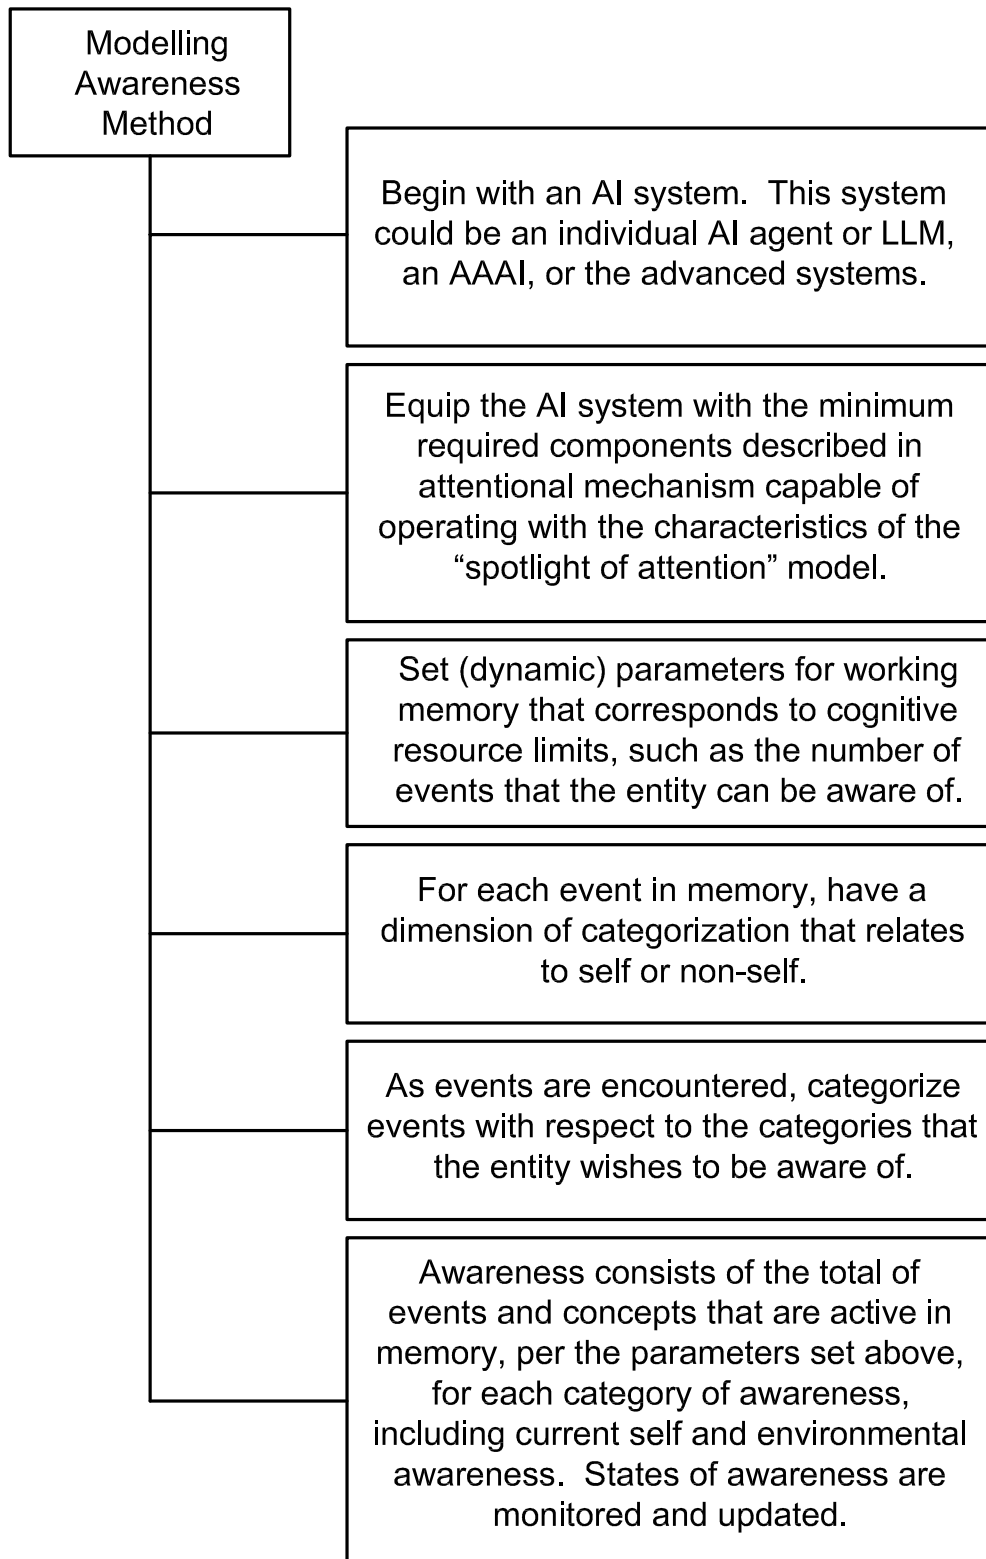 Modelling
Awareness
Method
Begin with an AI system.  This system
could be an individual AI agent or LLM,
an AAAI, or the advanced systems.
Equip the AI system with the minimum
required components described in
attentional mechanism capable of
operating with the characteristics of the
“spotlight of attention” model.
Set (dynamic) parameters for working
memory that corresponds to cognitive
resource limits, such as the number of
events that the entity can be aware of.
For each event in memory, have a
dimension of categorization that relates
to self or non-self.
As events are encountered, categorize
events with respect to the categories that
the entity wishes to be aware of.
Awareness consists of the total of
events and concepts that are active in
memory, per the parameters set above,
for each category of awareness,
including current self and environmental
awareness.  States of awareness are
monitored and updated.